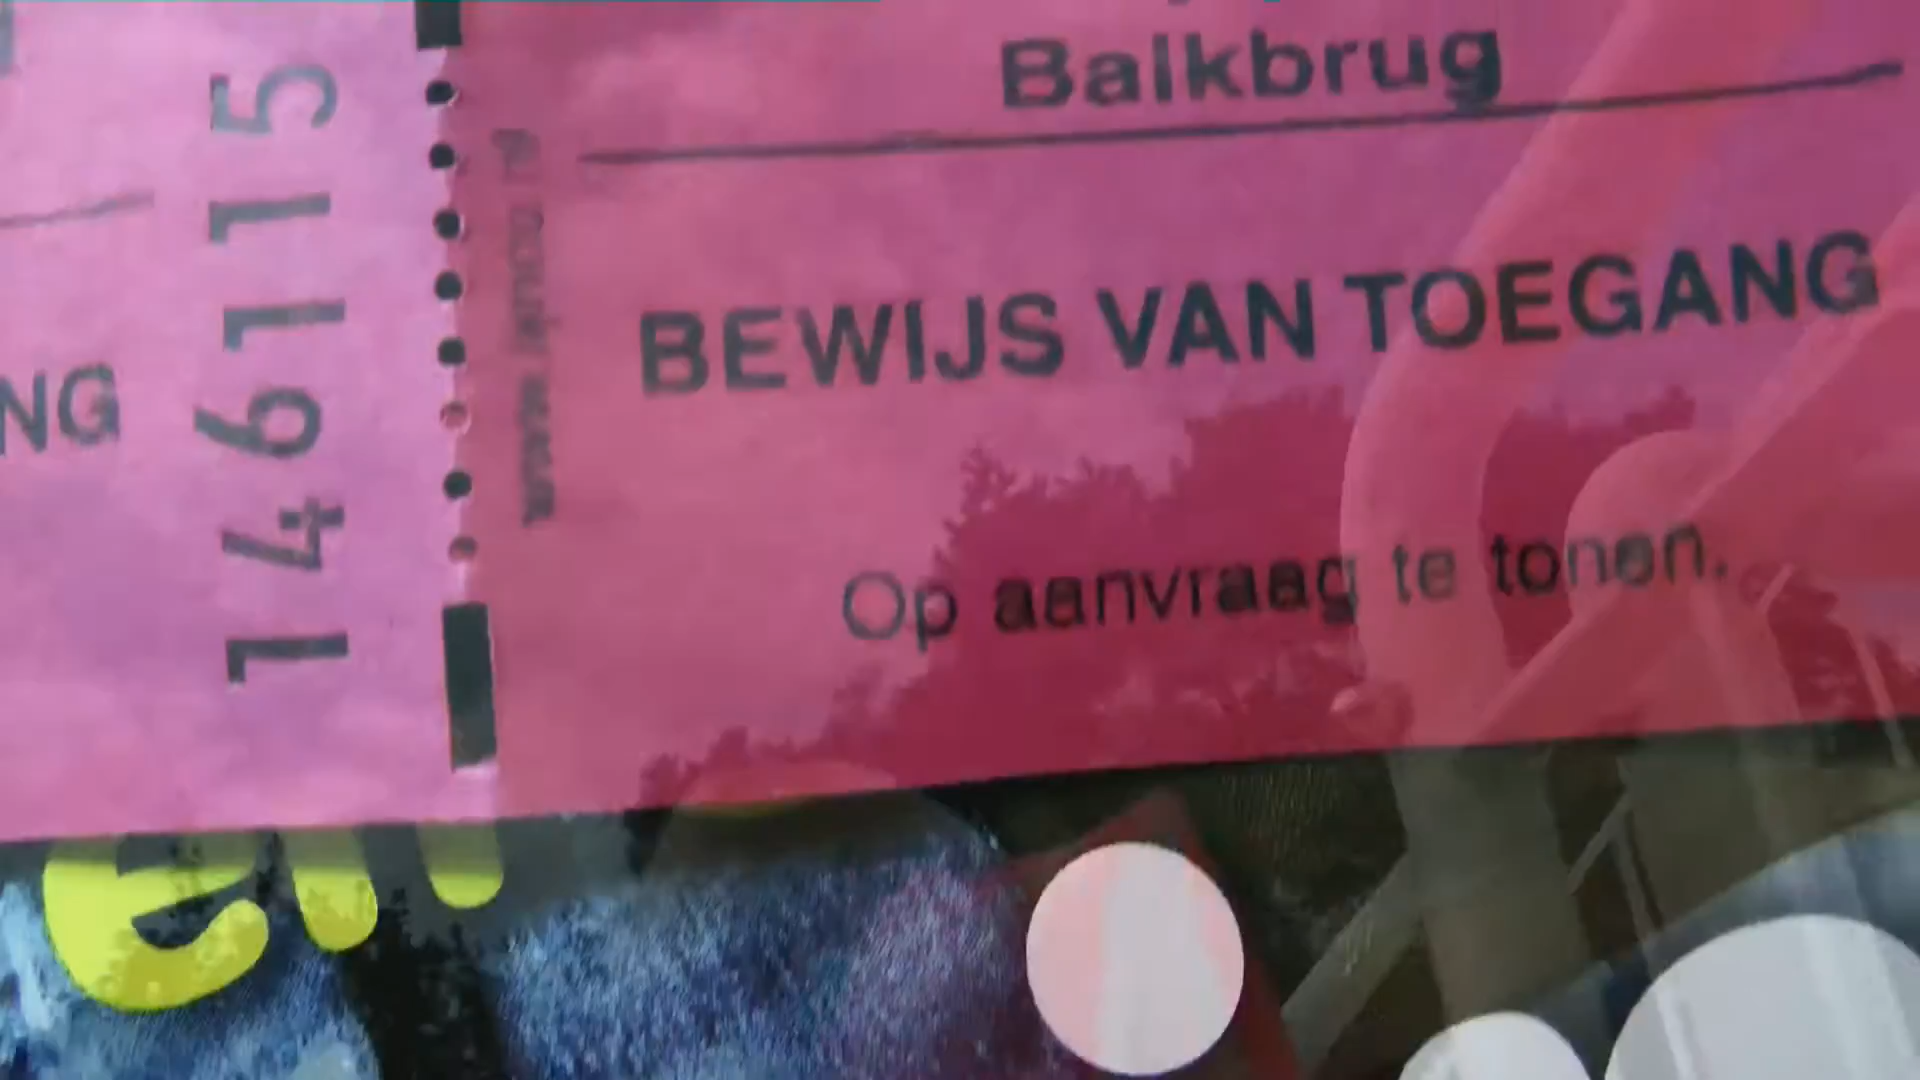 Balkbrug
BEWIJS VAN TOEGANG
Op aanvraag te tonen.
NG
146115